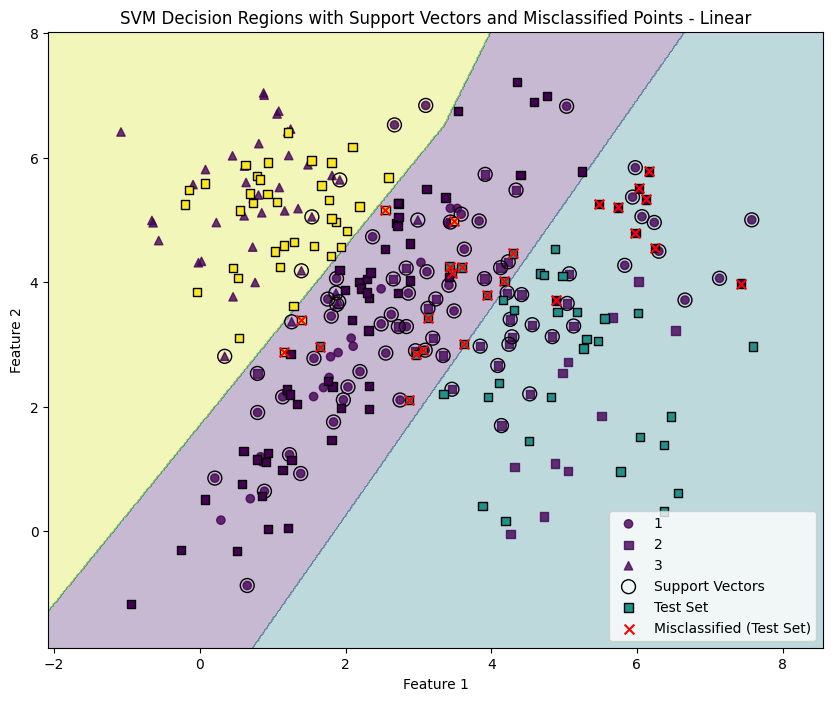 SVM Decision Regions with Support Vectors and Misclassified Points - Linear
8
6
4
2
0
Feature 2
1
2
3
Support Vectors
Test Set
Misclassified (Test Set)
−2
0
2
4
6
8
Feature 1